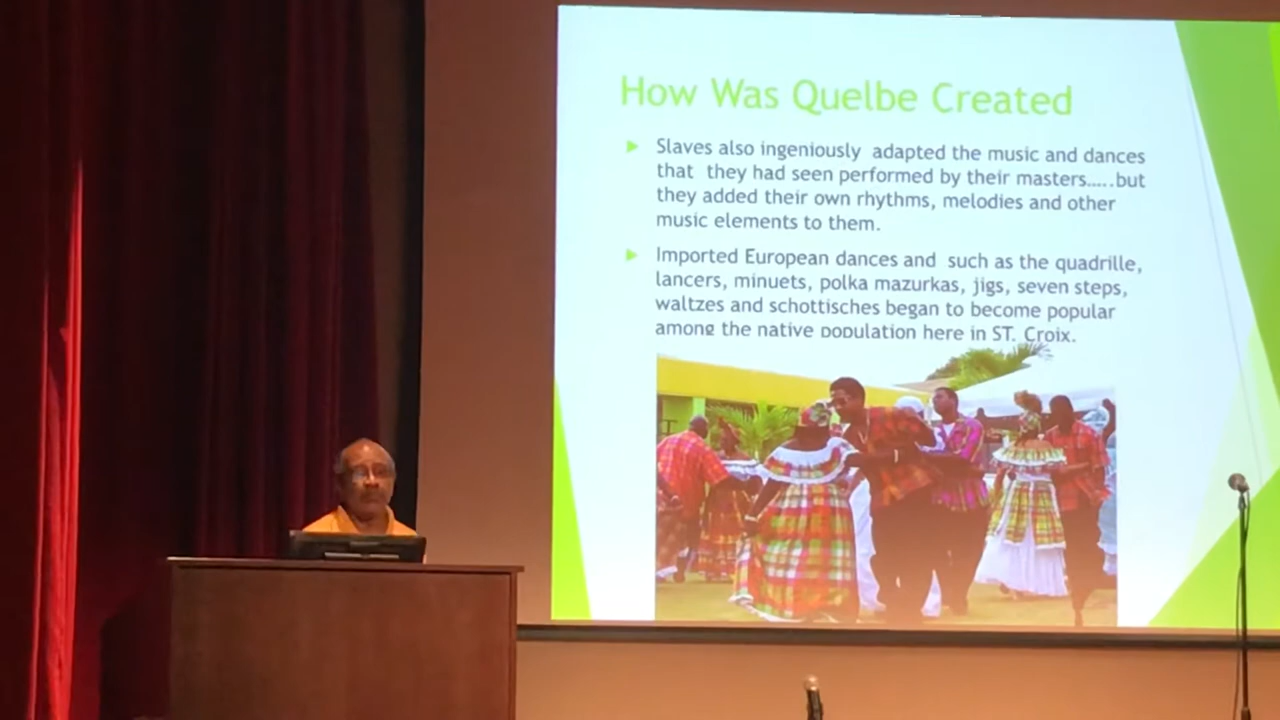 How Was Quelbe Created
Slaves also ingeniously adapted the music and dances
that they had seen performed by their masters.....but
they added their own rhythms, melodies and other
music elements to them.
Imported European dances and such as the quadrille,
lancers, minuets, polka mazurkas, jigs, seven steps,
waltzes and schottisches began to become popular
among the native population here in ST. Croix.